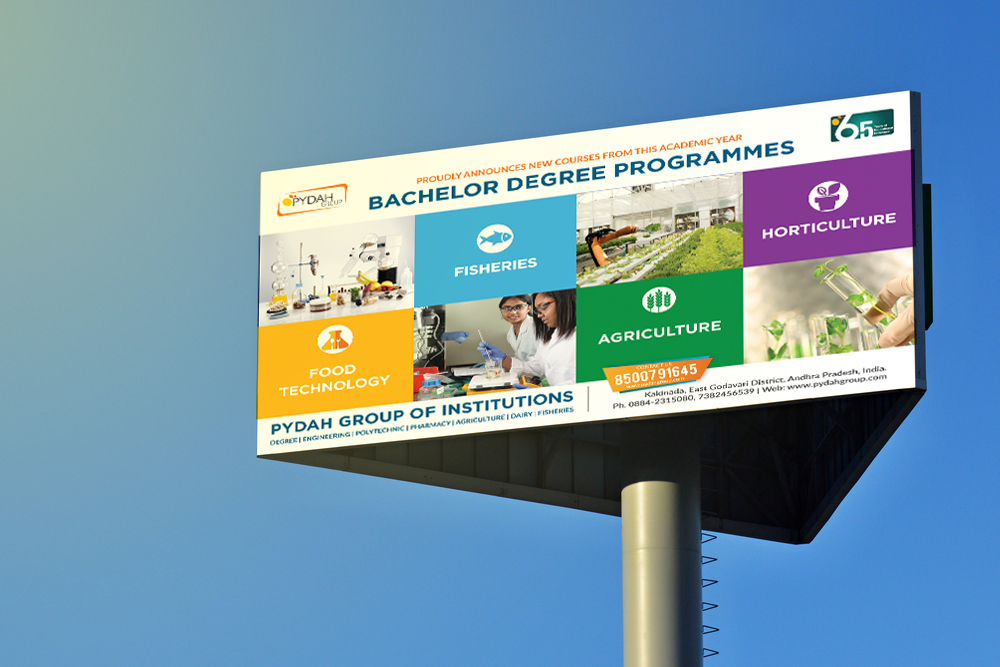 PROUDLY ANNOUNCES NEW COURSES FROM THIS ACADEMIC YEAR
BACHELOR DEGREE PROGRAMMES
65
PYDAH
GROUP
FISHERIES
HORTICULTURE
FOOD
TECHNOLOGY
AGRICULTURE
CONTACT
8500791645
PYDAH GROUP OF INSTITUTIONS
DEGREE | ENGINEERING | POLYTECHNIC | PHARMACY | AGRICULTURE | DAIRY | FISHERIES
Kakinada, East Godavari District, Andhra Pradesh, India.
Ph. 0884-2315080, 7382456539 | Web: www.pydahgroup.com